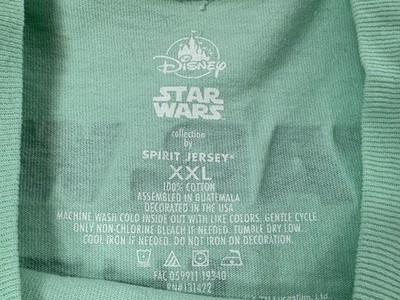 Disney
STAR
WARS
collection
by
SPIRIT JERSEY®
XXL
100% COTTON
ASSEMBLED IN GUATEMALA
DECORATED IN THE USA
MACHINE WASH COLD INSIDE OUT WITH LIKE COLORS. GENTLE CYCLE.
ONLY NON-CHLORINE BLEACH IF NEEDED. TUMBLE DRY LOW.
COOL IRON IF NEEDED. DO NOT IRON ON DECORATION.
FAC 059911 19340
RN#131422
Lucasfilm Ltd